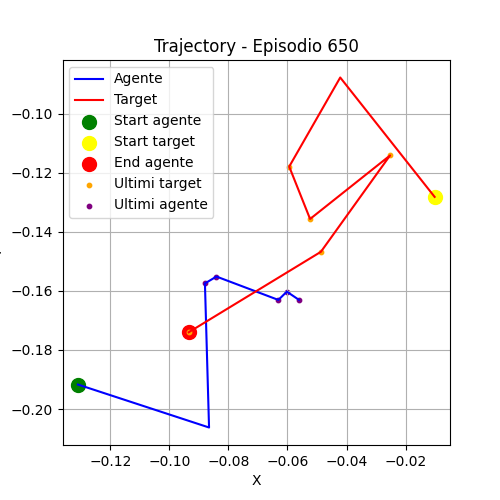 Trajectory - Episodio 650
Agente
Target
Start agente
Start target
End agente
Ultimi target
Ultimi agente
−0.10
−0.12
−0.14
−0.16
−0.18
−0.20
−0.12
−0.10
−0.08
−0.06
−0.04
−0.02
X